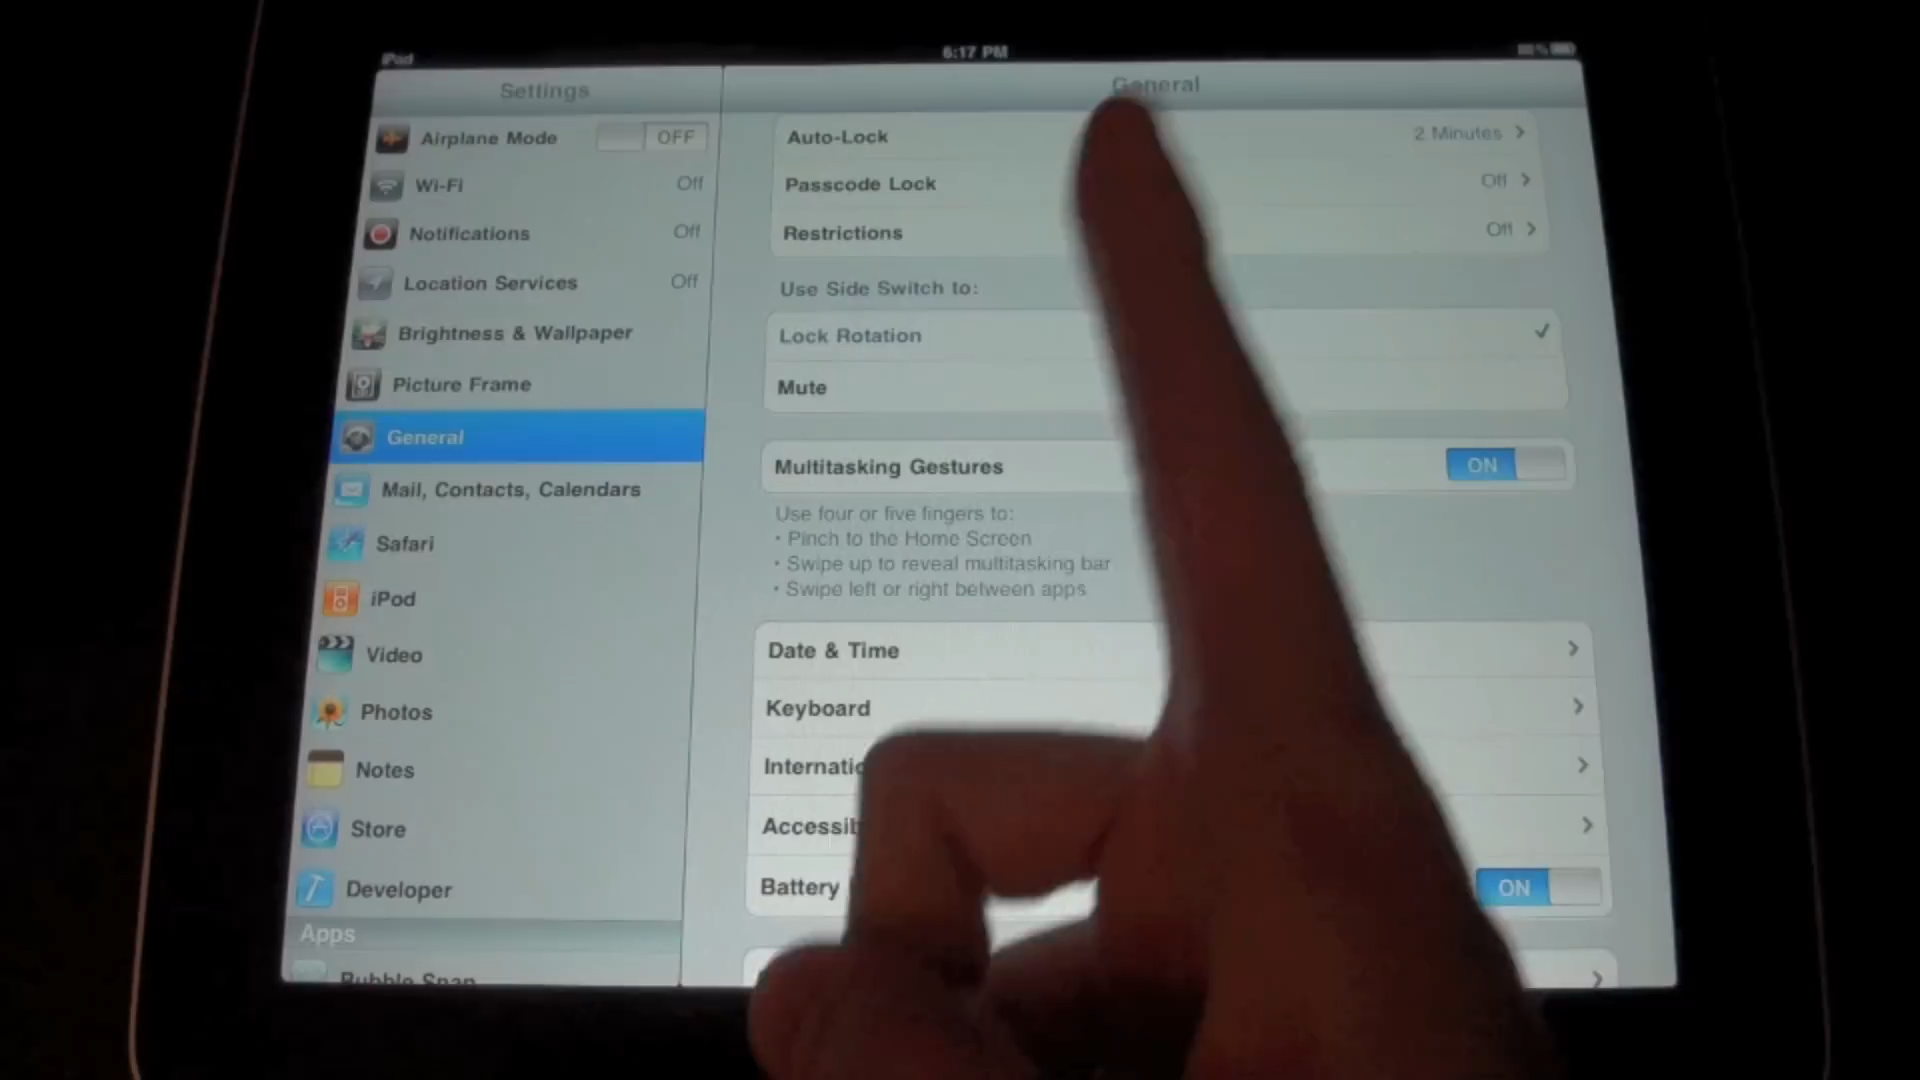 iPad
6:17 PM
Settings
General
Airplane Mode OFF
Wi-Fi Off
Notifications Off
Location Services Off
Brightness & Wallpaper
Picture Frame
General
Mail, Contacts, Calendars
Safari
iPod
Video
Photos
Notes
Store
Developer
Apps
Bubble Snap
Auto-Lock 2 Minutes
Passcode Lock Off
Restrictions Off
Use Side Switch to:
Lock Rotation
Mute
Multitasking Gestures ON
Use four or five fingers to:
• Pinch to the Home Screen
• Swipe up to reveal multitasking bar
• Swipe left or right between apps
Date & Time
Keyboard
Internatio
Accessib
Battery ON